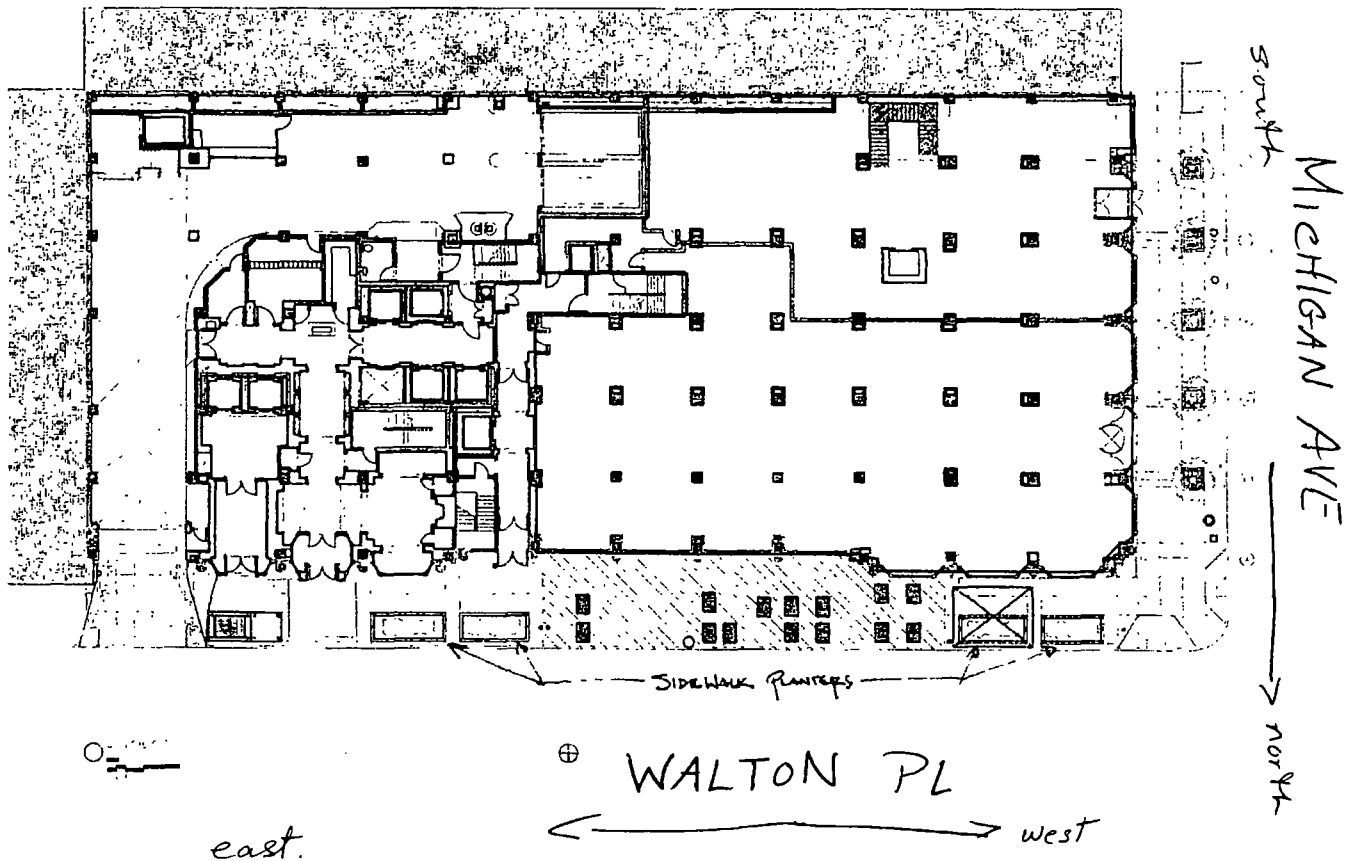 south
MICHIGAN AVE
north
SIDEWALK PLANTERS
WALTON PL
east.
west